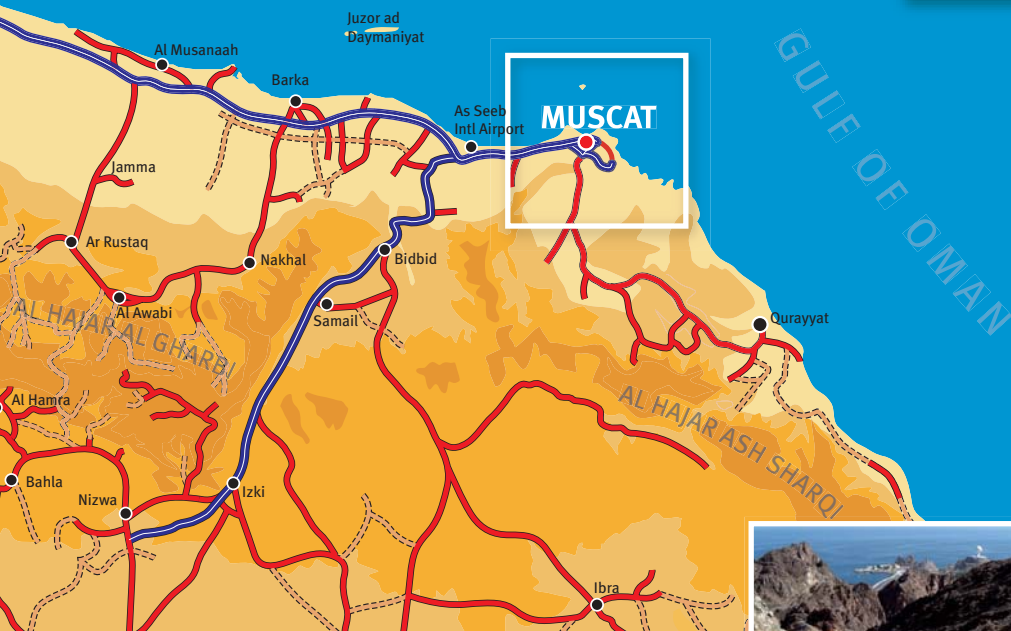 Juzor ad
Daymaniyat
Al Musanaah
Barka
As Seeb
Intl Airport
MUSCAT
GULF OF OMAN
Jamma
Ar Rustaq
Nakhal
Bidbid
Al Awabi
Samail
Qurayyat
AL HAJAR AL GHARBI
Al Hamra
AL HAJAR ASH SHARQI
Bahla
Nizwa
Izki
Ibra